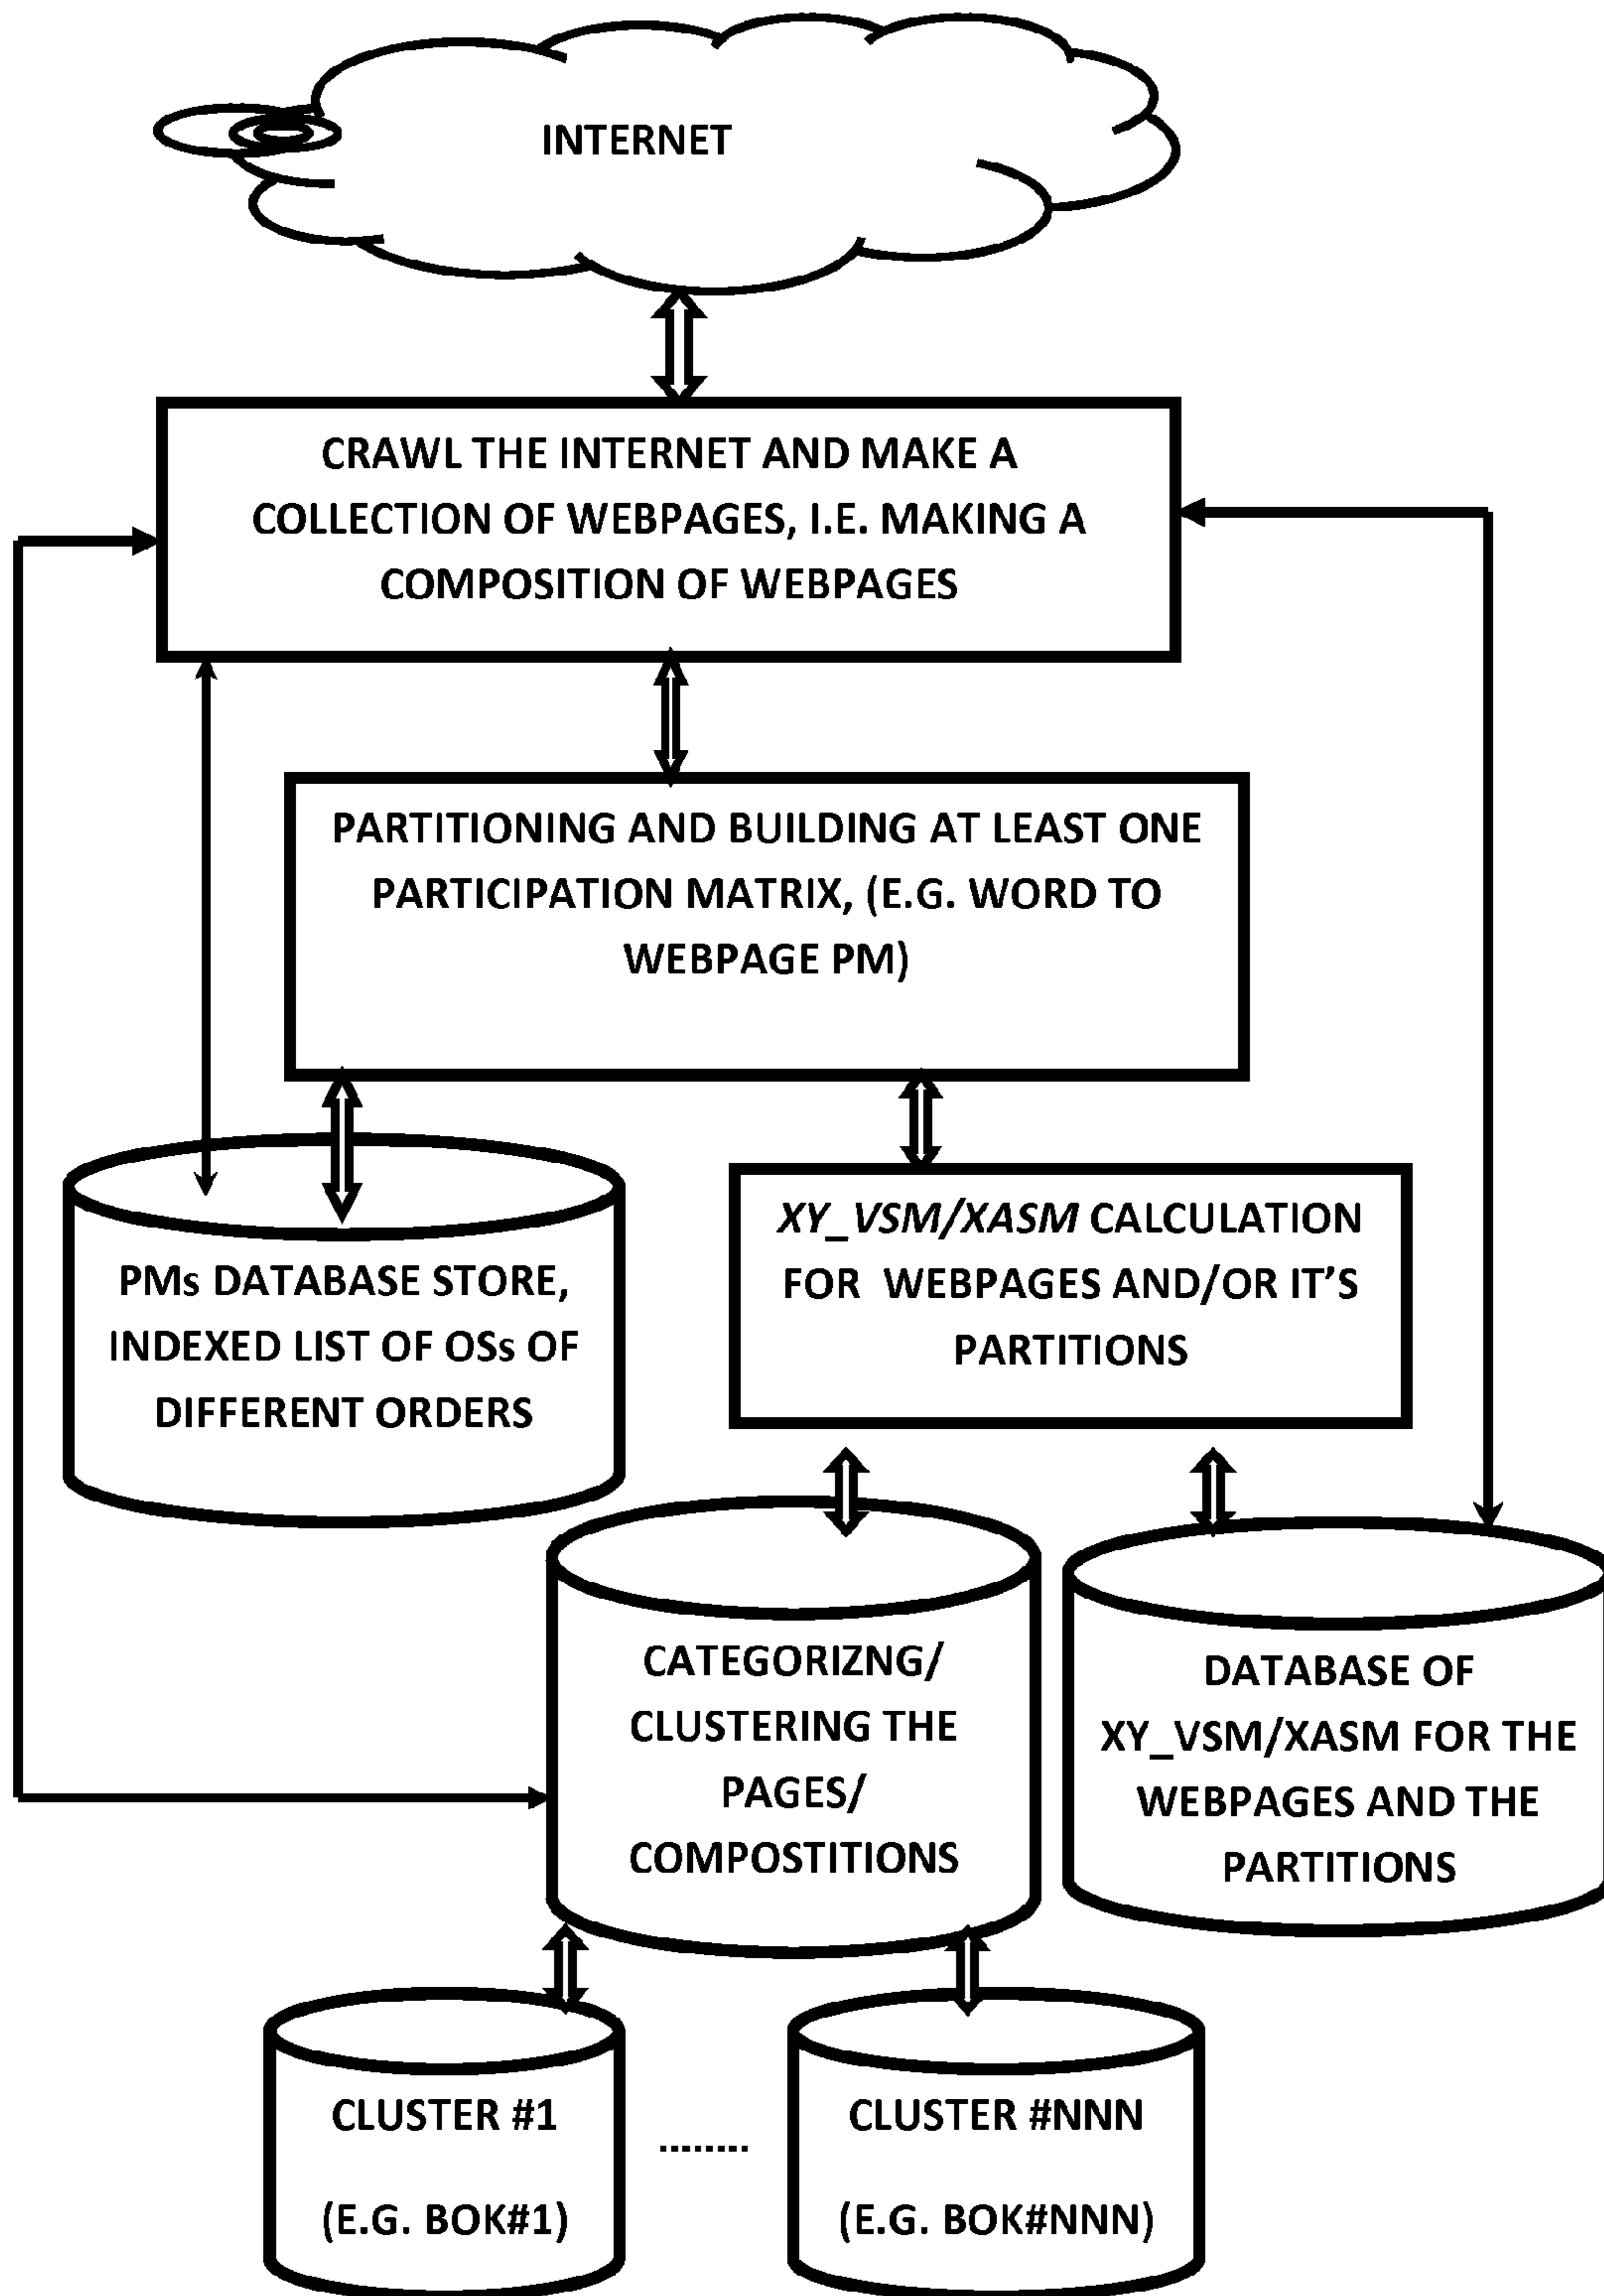 INTERNET
CRAWL THE INTERNET AND MAKE A
COLLECTION OF WEBPAGES, I.E. MAKING A
COMPOSITION OF WEBPAGES
PARTITIONING AND BUILDING AT LEAST ONE
PARTICIPATION MATRIX, (E.G. WORD TO
WEBPAGE PM)
PMs DATABASE STORE,
INDEXED LIST OF OSs OF
DIFFERENT ORDERS
XY_VSM/XASM CALCULATION
FOR WEBPAGES AND/OR IT'S
PARTITIONS
CATEGORIZNG/
CLUSTERING THE
PAGES/
COMPOSTITIONS
DATABASE OF
XY_VSM/XASM FOR THE
WEBPAGES AND THE
PARTITIONS
CLUSTER #1
(E.G. BOK#1)
........
CLUSTER #NNN
(E.G. BOK#NNN)